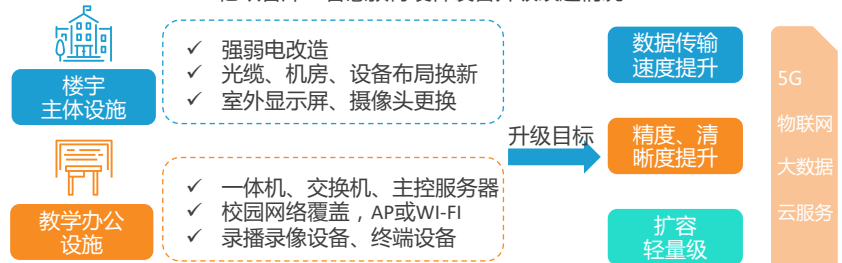 楼宇
主体设施
✓ 强弱电改造
✓ 光缆、机房、设备布局换新
✓ 室外显示屏、摄像头更换
教学办公
设施
✓ 一体机、交换机、主控服务器
✓ 校园网络覆盖，AP或WI-FI
✓ 录播录像设备、终端设备
升级目标
数据传输
速度提升
精度、清
晰度提升
扩容
轻量级
5G
物联网
大数据
云服务